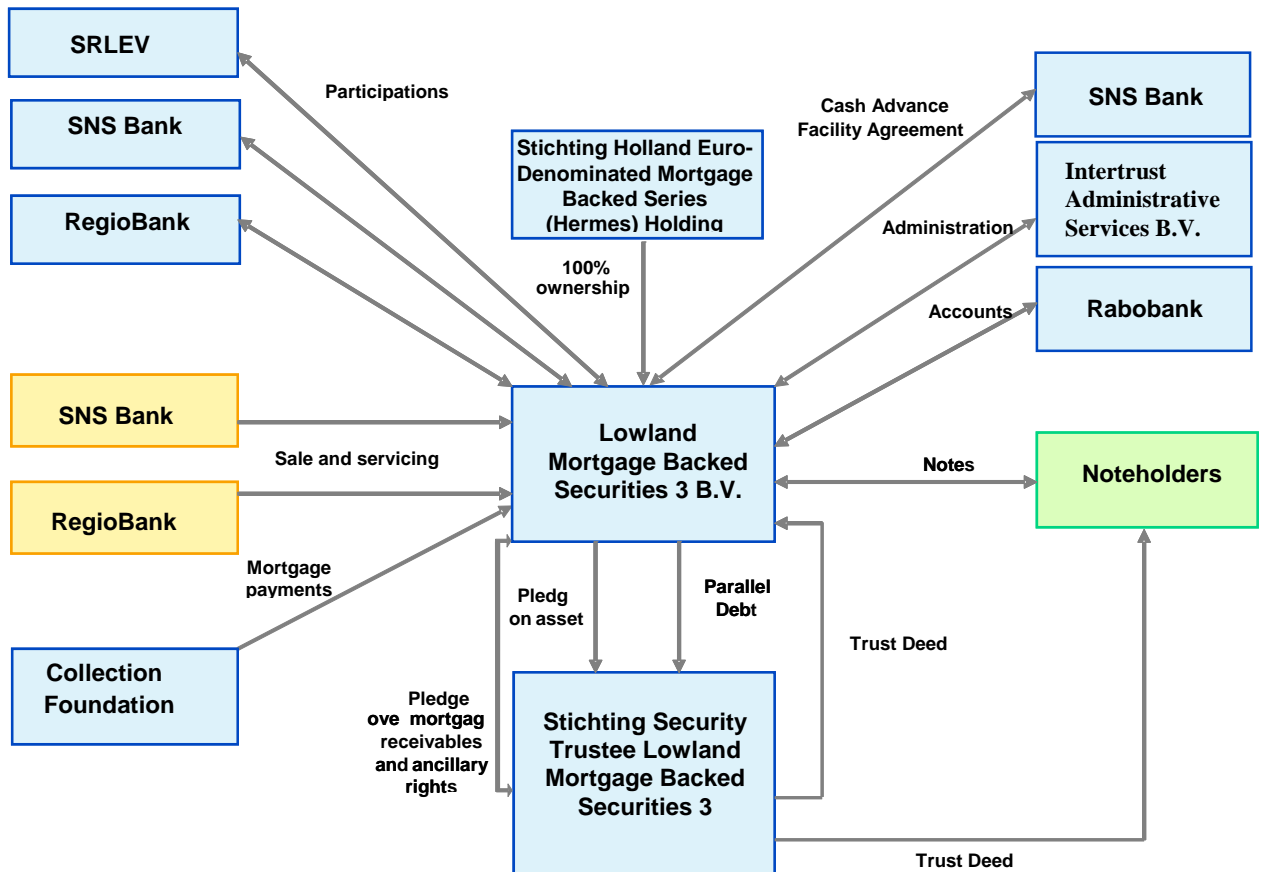 SRLEV
SNS Bank
RegioBank
Participations
Stichting Holland Euro-
Denominated Mortgage
Backed Series
(Hermes) Holding
100%
ownership
Cash Advance
Facility Agreement
Administration
Accounts
SNS Bank
Intertrust
Administrative
Services B.V.
Rabobank
SNS Bank
Sale and servicing
RegioBank
Mortgage
payments
Collection
Foundation
Lowland
Mortgage Backed
Securities 3 B.V.
Notes
Noteholders
Pledg
on asset
Parallel
Debt
Trust Deed
Pledge
ove mortgag
receivables
and ancillary
rights
Stichting Security
Trustee Lowland
Mortgage Backed
Securities 3
Trust Deed